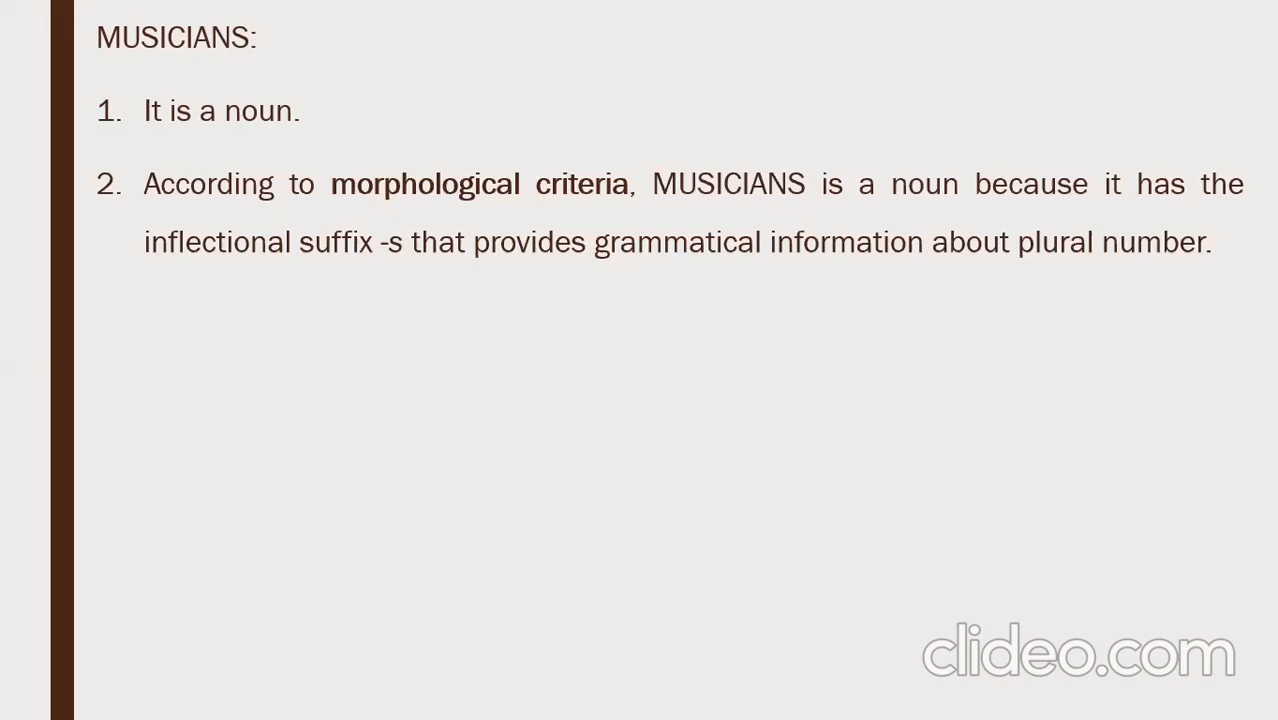 MUSICIANS:
1. It is a noun.
2. According to morphological criteria, MUSICIANS is a noun because it has the
inflectional suffix -s that provides grammatical information about plural number.
clideo.com